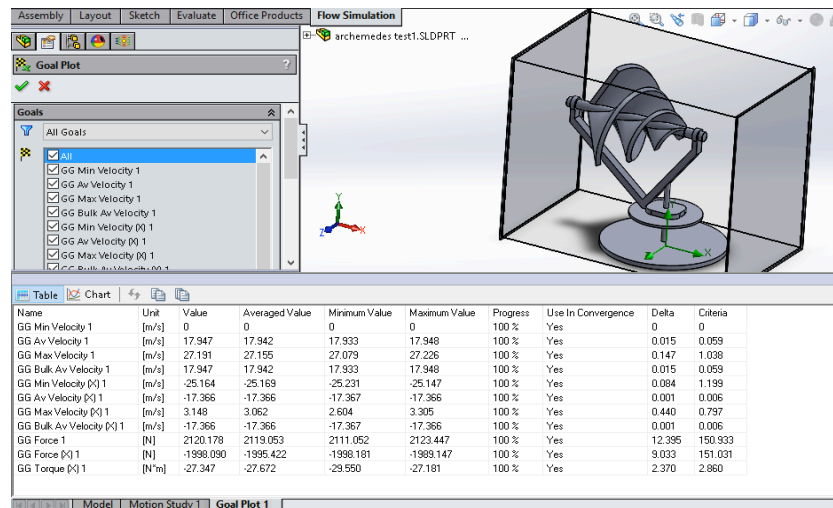 Assembly Layout Sketch Evaluate Office Products Flow Simulation
archemedes test1.SLDPRT ...
Goal Plot ?
Goals
All Goals
All
GG Min Velocity 1
GG Av Velocity 1
GG Max Velocity 1
GG Bulk Av Velocity 1
GG Min Velocity (X) 1
GG Av Velocity (X) 1
GG Max Velocity (X) 1
GG Bulk Av Velocity (X) 1
Y
Z X
Y
Z X
Table Chart
Name Unit Value Averaged Value Minimum Value Maximum Value Progress Use In Convergence Delta Criteria
GG Min Velocity 1 [m/s] 0 0 0 0 100 % Yes 0 0
GG Av Velocity 1 [m/s] 17.947 17.942 17.933 17.948 100 % Yes 0.015 0.059
GG Max Velocity 1 [m/s] 27.191 27.155 27.079 27.226 100 % Yes 0.147 1.038
GG Bulk Av Velocity 1 [m/s] 17.947 17.942 17.933 17.948 100 % Yes 0.015 0.059
GG Min Velocity (X) 1 [m/s] -25.164 -25.169 -25.231 -25.147 100 % Yes 0.084 1.199
GG Av Velocity (X) 1 [m/s] -17.366 -17.366 -17.367 -17.366 100 % Yes 0.001 0.006
GG Max Velocity (X) 1 [m/s] 3.148 3.062 2.604 3.305 100 % Yes 0.440 0.797
GG Bulk Av Velocity (X) 1 [m/s] -17.366 -17.366 -17.367 -17.366 100 % Yes 0.001 0.006
GG Force 1 [N] 2120.178 2119.053 2111.052 2123.447 100 % Yes 12.395 150.933
GG Force (X) 1 [N] -1998.090 -1995.422 -1998.181 -1989.147 100 % Yes 9.033 151.031
GG Torque (X) 1 [N*m] -27.347 -27.672 -29.550 -27.181 100 % Yes 2.370 2.860
Model Motion Study 1 Goal Plot 1